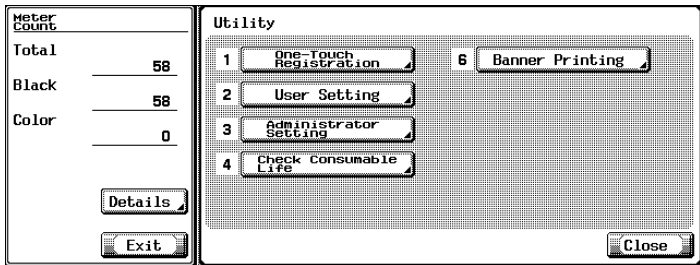 Meter
Count
Total
58
Black
58
Color
0
Details
Exit
Utility
1 One-Touch
Registration
2 User Setting
3 Administrator
Setting
4 Check Consumable
Life
6 Banner Printing
Close